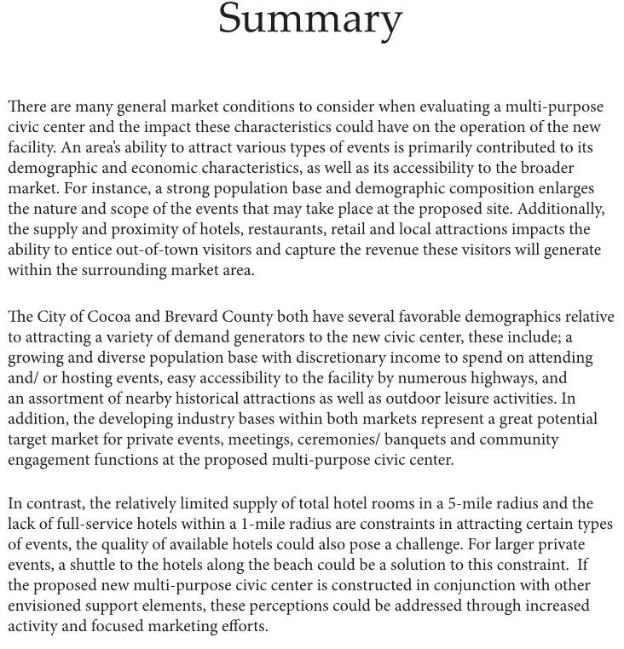 Summary
There are many general market conditions to consider when evaluating a multi-purpose
civic center and the impact these characteristics could have on the operation of the new
facility. An area's ability to attract various types of events is primarily contributed to its
demographic and economic characteristics, as well as its accessibility to the broader
market. For instance, a strong population base and demographic composition enlarges
the nature and scope of the events that may take place at the proposed site. Additionally,
the supply and proximity of hotels, restaurants, retail and local attractions impacts the
ability to entice out-of-town visitors and capture the revenue these visitors will generate
within the surrounding market area.
The City of Cocoa and Brevard County both have several favorable demographics relative
to attracting a variety of demand generators to the new civic center, these include; a
growing and diverse population base with discretionary income to spend on attending
and/ or hosting events, easy accessibility to the facility by numerous highways, and
an assortment of nearby historical attractions as well as outdoor leisure activities. In
addition, the developing industry bases within both markets represent a great potential
target market for private events, meetings, ceremonies/ banquets and community
engagement functions at the proposed multi-purpose civic center.
In contrast, the relatively limited supply of total hotel rooms in a 5-mile radius and the
lack of full-service hotels within a 1-mile radius are constraints in attracting certain types
of events, the quality of available hotels could also pose a challenge. For larger private
events, a shuttle to the hotels along the beach could be a solution to this constraint.  If
the proposed new multi-purpose civic center is constructed in conjunction with other
envisioned support elements, these perceptions could be addressed through increased
activity and focused marketing efforts.